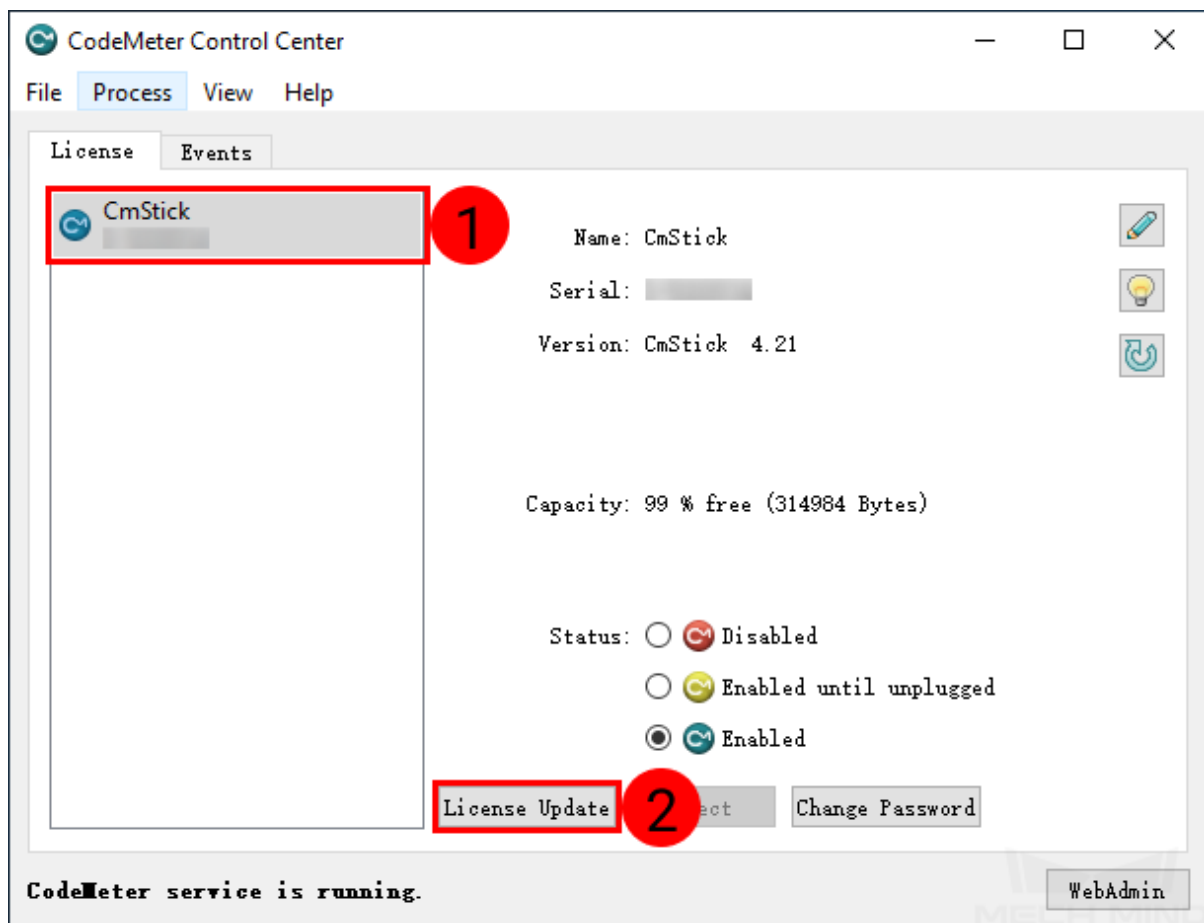 CodeMeter Control Center
File Process View Help
License Events
CmStick
1
Name: CmStick
Serial:
Version: CmStick 4.21
Capacity: 99 % free (314984 Bytes)
Status: Disabled
Enabled until unplugged
Enabled
License Update 2 Change Password
CodeMeter service is running.
WebAdmin
MECH MIND